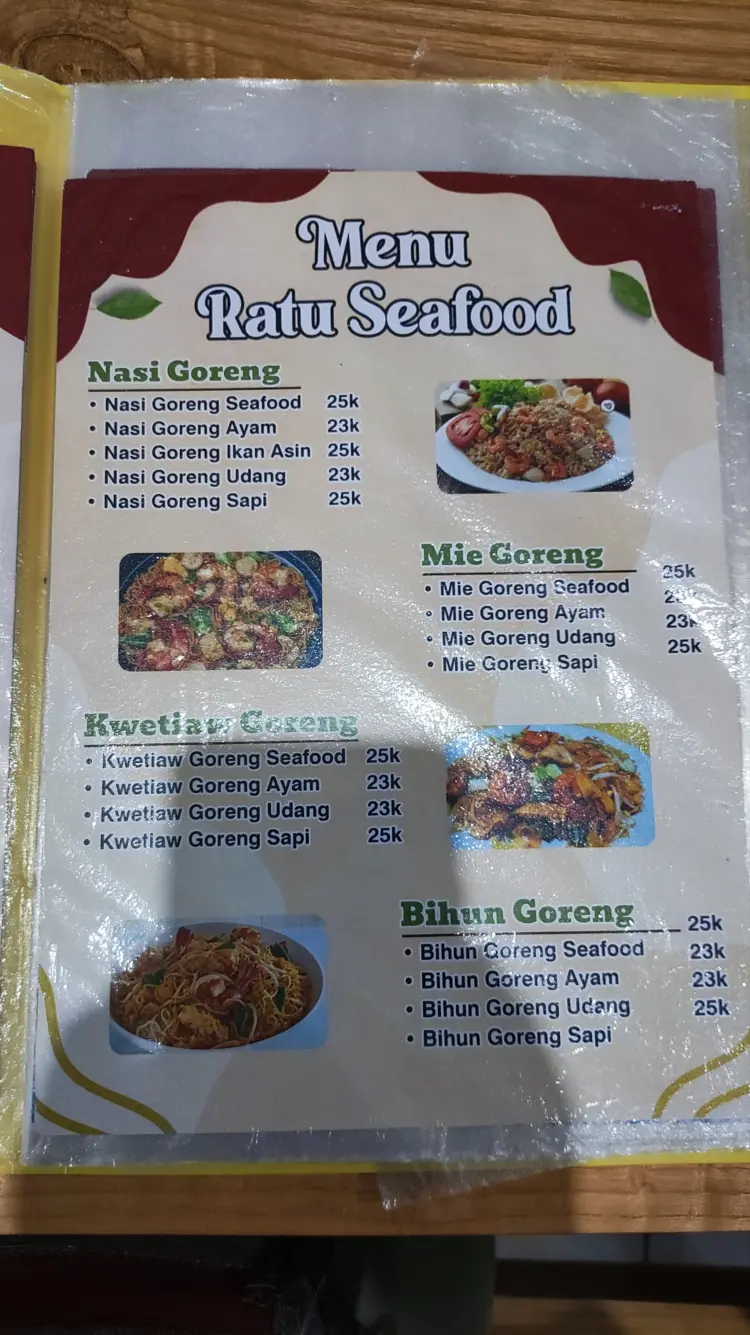 Menu
Ratu Seafood
Nasi Goreng
• Nasi Goreng Seafood 25k
• Nasi Goreng Ayam 23k
• Nasi Goreng Ikan Asin 25k
• Nasi Goreng Udang 23k
• Nasi Goreng Sapi 25k
Mie Goreng
25k
• Mie Goreng Seafood
• Mie Goreng Ayam 23k
• Mie Goreng Udang 25k
• Mie Goreng Sapi
Kwetiaw Goreng
• Kwetiaw Goreng Seafood 25k
• Kwetiaw Goreng Ayam 23k
• Kwetiaw Goreng Udang 23k
• Kwetiaw Goreng Sapi 25k
Bihun Goreng 25k
• Bihun Goreng Seafood 23k
• Bihun Goreng Ayam 23k
• Bihun Goreng Udang 25k
• Bihun Goreng Sapi